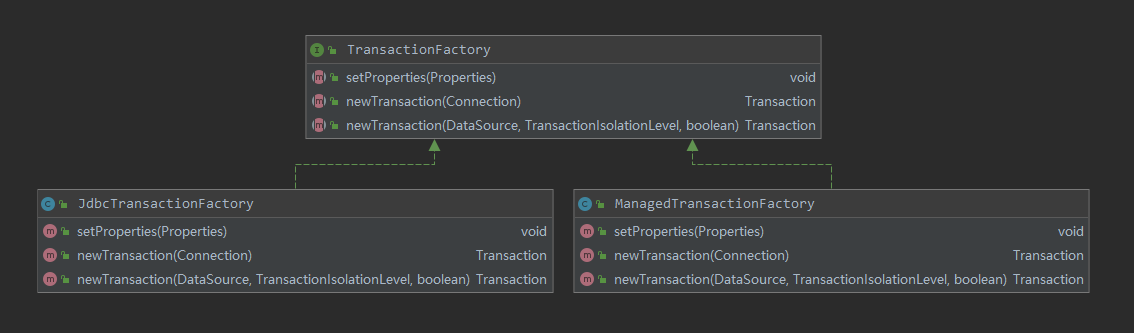 TransactionFactory
setProperties(Properties) void
newTransaction(Connection) Transaction
newTransaction(DataSource, TransactionIsolationLevel, boolean) Transaction
JdbcTransactionFactory
setProperties(Properties) void
newTransaction(Connection) Transaction
newTransaction(DataSource, TransactionIsolationLevel, boolean) Transaction
ManagedTransactionFactory
setProperties(Properties) void
newTransaction(Connection) Transaction
newTransaction(DataSource, TransactionIsolationLevel, boolean) Transaction